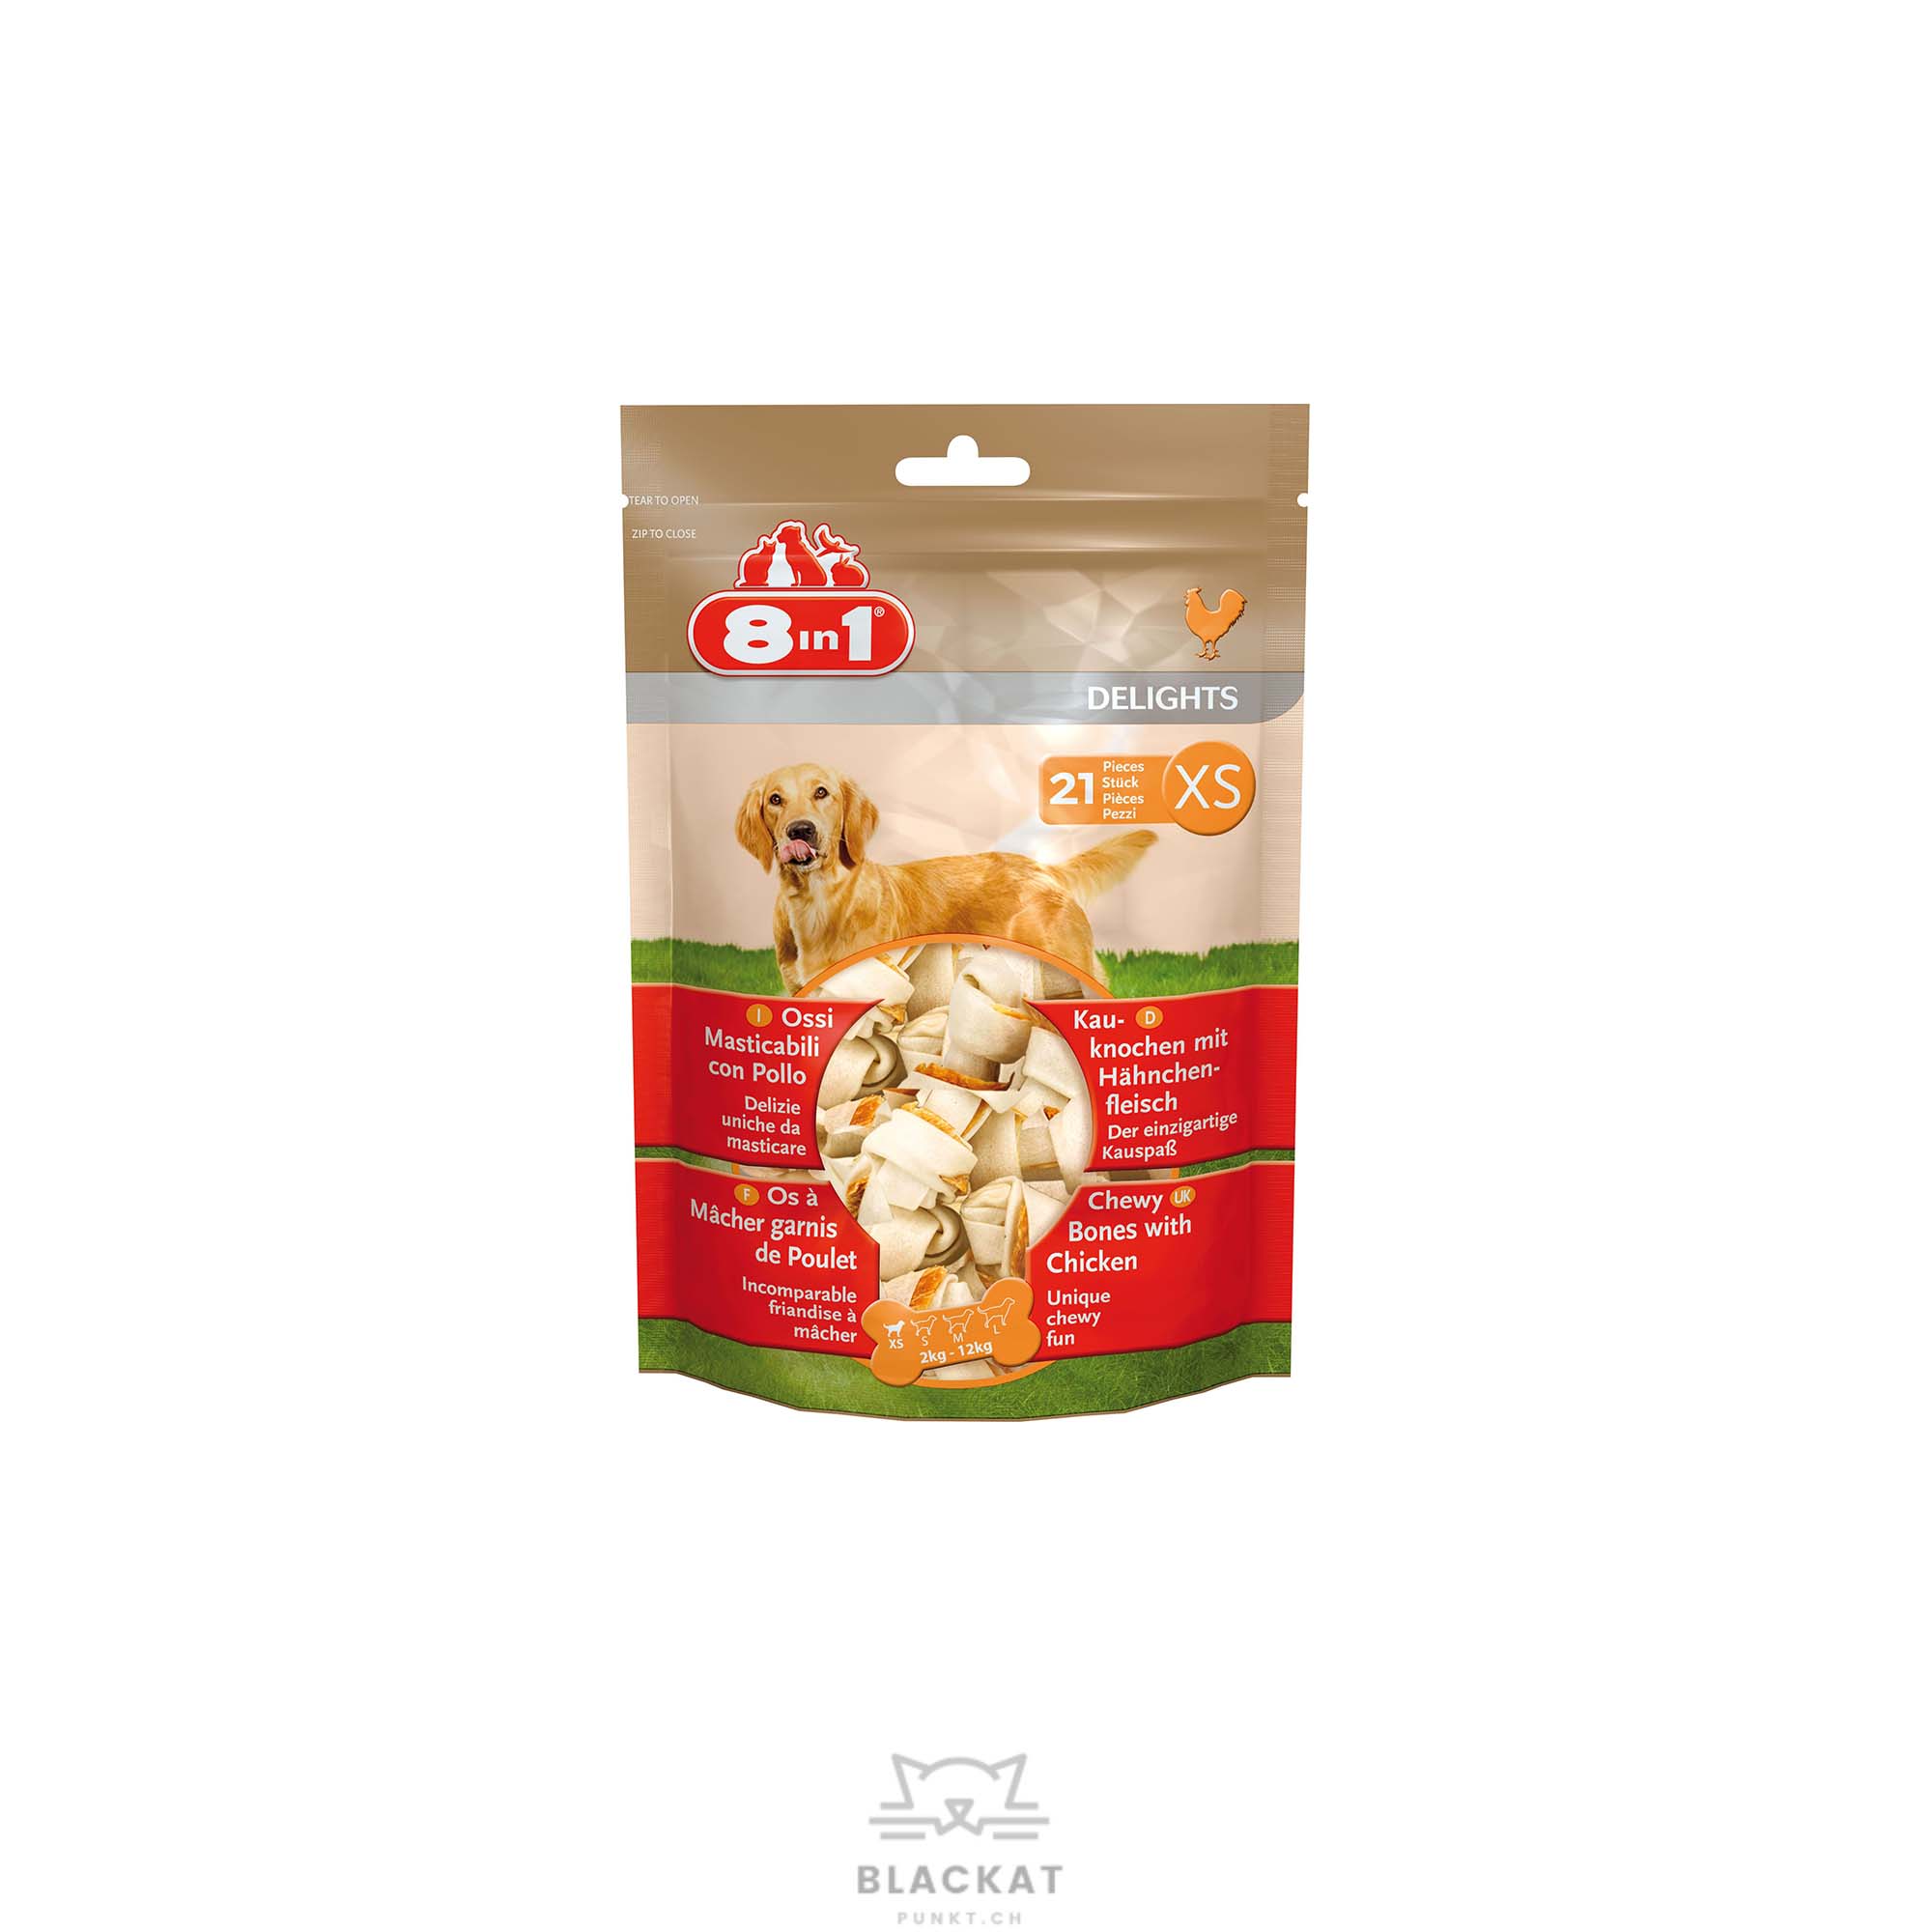 TEAR TO OPEN
ZIP TO CLOSE
8in1®
DELIGHTS
21
Pieces
Stück
Pièces
Pezzi
XS
I Ossi
Masticabili
con Pollo
Delizie
uniche da
masticare
Kau- D
knochen mit
Hähnchen-
fleisch
Der einzigartige
Kauspaß
F Os à
Mâcher garnis
de Poulet
Incomparable
friandise à
mâcher
Chewy UK
Bones with
Chicken
Unique
chewy
fun
XS S M L
2kg - 12kg
BLACKAT
PUNKT.CH